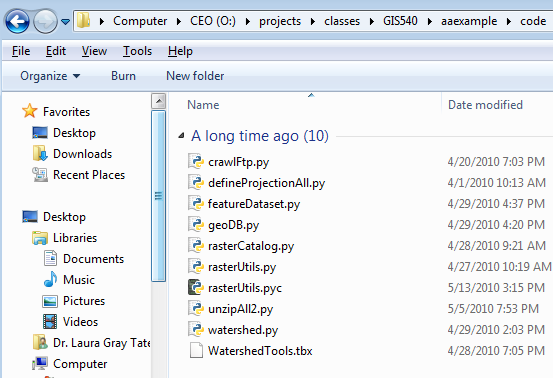 Computer CEO (O:) projects classes GIS540 aaexample code
File Edit View Tools Help
Organize Burn New folder
Favorites
Desktop
Downloads
Recent Places
Desktop
Libraries
Documents
Music
Pictures
Videos
Dr. Laura Gray Tate
Computer
Name Date modified
A long time ago (10)
crawlFtp.py 4/20/2010 7:03 PM
defineProjectionAll.py 4/1/2010 10:13 AM
featureDataset.py 4/29/2010 4:37 PM
geoDB.py 4/29/2010 4:20 PM
rasterCatalog.py 4/28/2010 9:21 AM
rasterUtils.py 4/27/2010 10:19 AM
rasterUtils.pyc 5/13/2010 3:15 PM
unzipAll2.py 5/5/2010 7:53 PM
watershed.py 4/29/2010 2:03 PM
WatershedTools.tbx 4/28/2010 7:05 PM